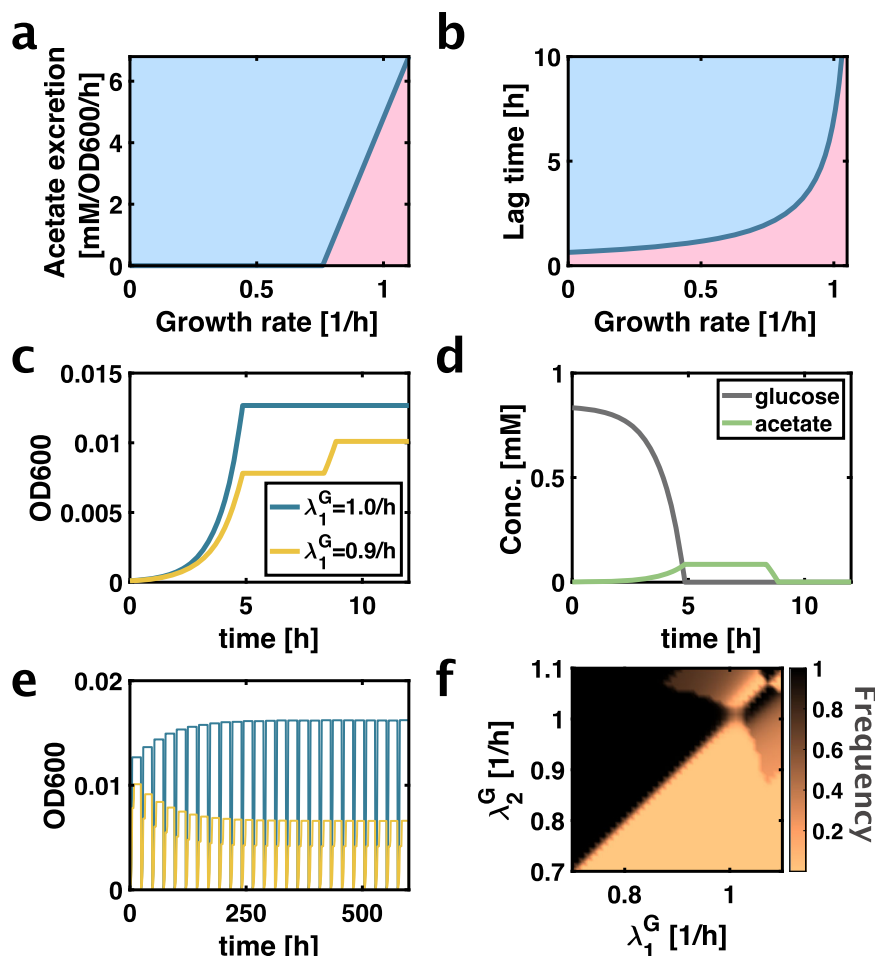 a
Acetate excretion
[mM/OD600/h]
6
4
2
0
0
0.5
1
Growth rate [1/h]
b
Lag time [h]
10
5
0
0
0.5
1
Growth rate [1/h]
c
OD600
0.015
0.01
0.005
0
λ₁ᴳ=1.0/h
λ₁ᴳ=0.9/h
0
5
10
time [h]
d
Conc. [mM]
1
0.5
0
glucose
acetate
0
5
10
time [h]
e
OD600
0.02
0.01
0
0
250
500
time [h]
f
λ₂ᴳ [1/h]
1.1
1
0.9
0.8
0.7
0.8
1
λ₁ᴳ [1/h]
1
0.8
0.6
0.4
0.2
Frequency